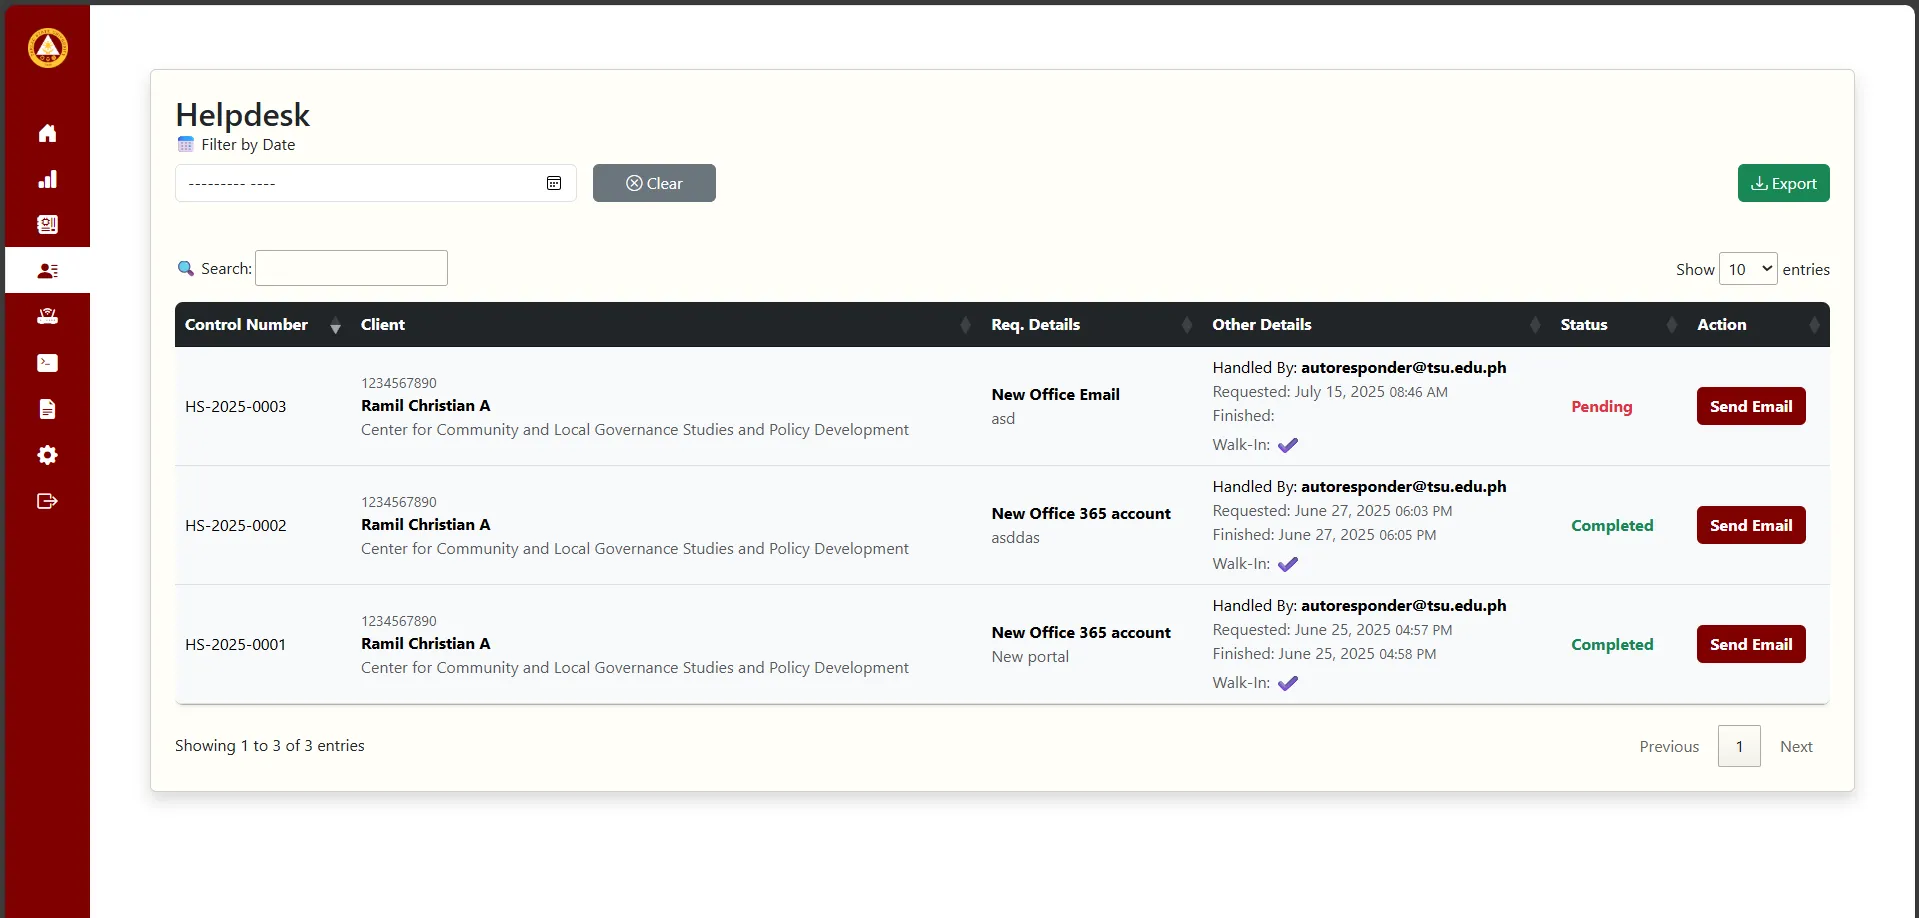 Helpdesk
Filter by Date
--------- ----
Clear
Export
Search:
Show 10 entries
Control Number Client Req. Details Other Details Status Action
HS-2025-0003
1234567890
Ramil Christian A
Center for Community and Local Governance Studies and Policy Development
New Office Email
asd
Handled By: autoresponder@tsu.edu.ph
Requested: July 15, 2025 08:46 AM
Finished:
Walk-In:
Pending
Send Email
HS-2025-0002
1234567890
Ramil Christian A
Center for Community and Local Governance Studies and Policy Development
New Office 365 account
asddas
Handled By: autoresponder@tsu.edu.ph
Requested: June 27, 2025 06:03 PM
Finished: June 27, 2025 06:05 PM
Walk-In:
Completed
Send Email
HS-2025-0001
1234567890
Ramil Christian A
Center for Community and Local Governance Studies and Policy Development
New Office 365 account
New portal
Handled By: autoresponder@tsu.edu.ph
Requested: June 25, 2025 04:57 PM
Finished: June 25, 2025 04:58 PM
Walk-In:
Completed
Send Email
Showing 1 to 3 of 3 entries
Previous 1 Next